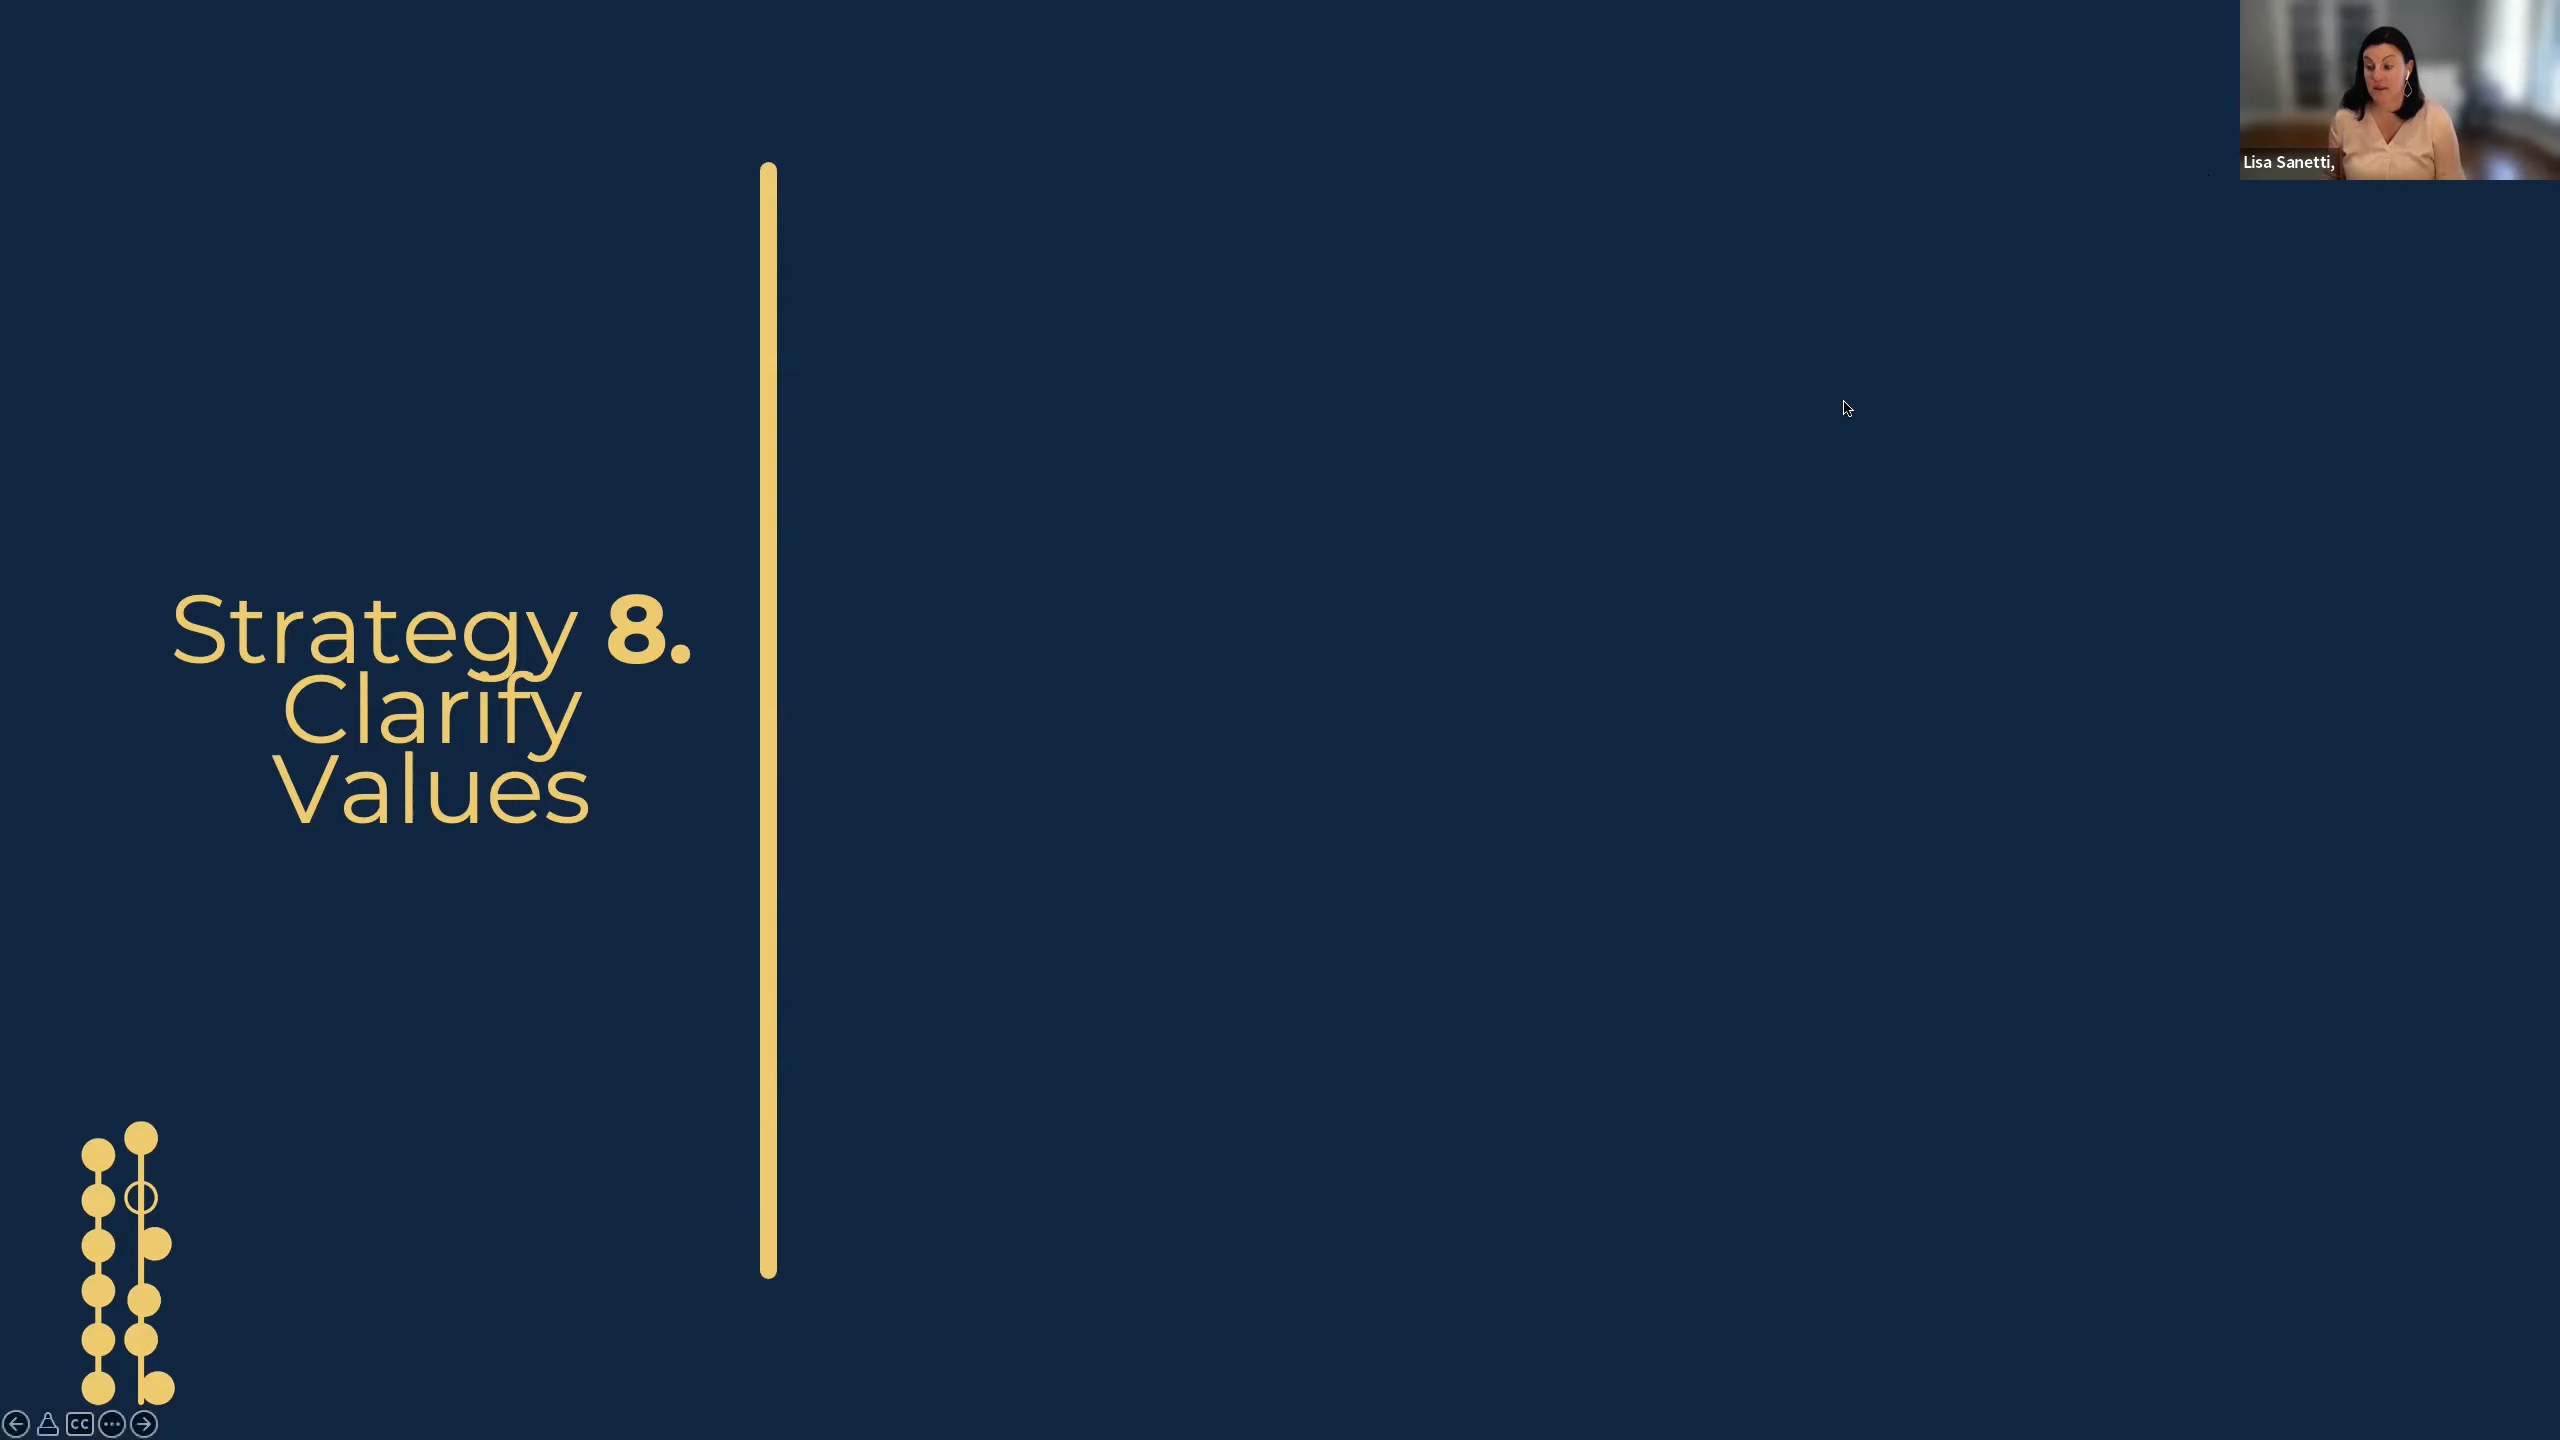 Lisa Sanetti,
Strategy 8.
Clarify
Values
CC